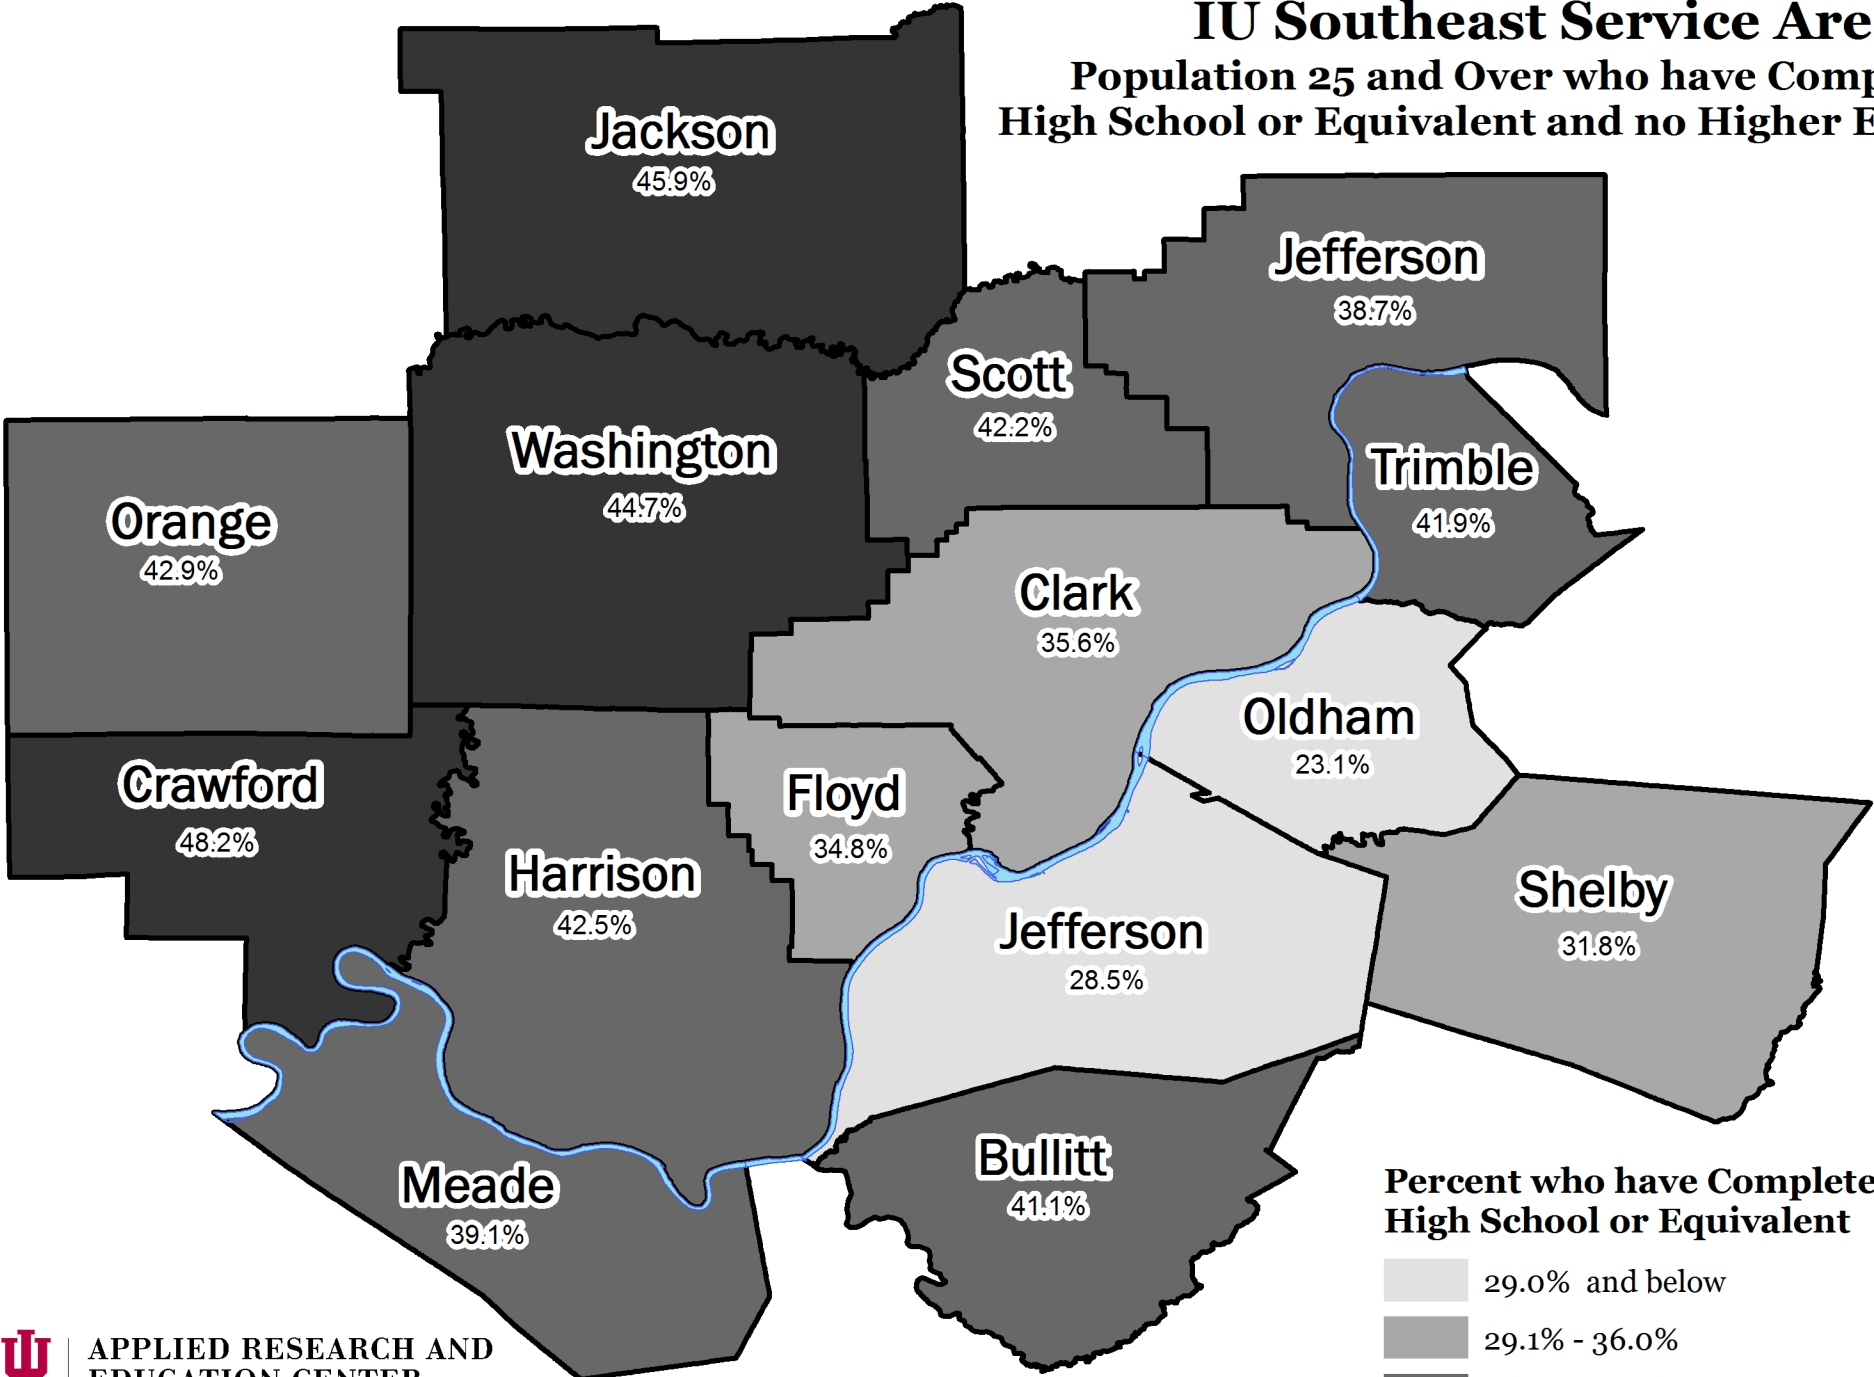 IU Southeast Service Are
Population 25 and Over who have Comp
High School or Equivalent and no Higher E
Jackson
45.9%
Jefferson
38.7%
Scott
42.2%
Washington
44.7%
Trimble
41.9%
Orange
42.9%
Clark
35.6%
Oldham
23.1%
Crawford
48.2%
Floyd
34.8%
Harrison
42.5%
Shelby
31.8%
Jefferson
28.5%
Bullitt
41.1%
Meade
39.1%
Percent who have Complete
High School or Equivalent
29.0% and below
29.1% - 36.0%
APPLIED RESEARCH AND
EDUCATION CENTER